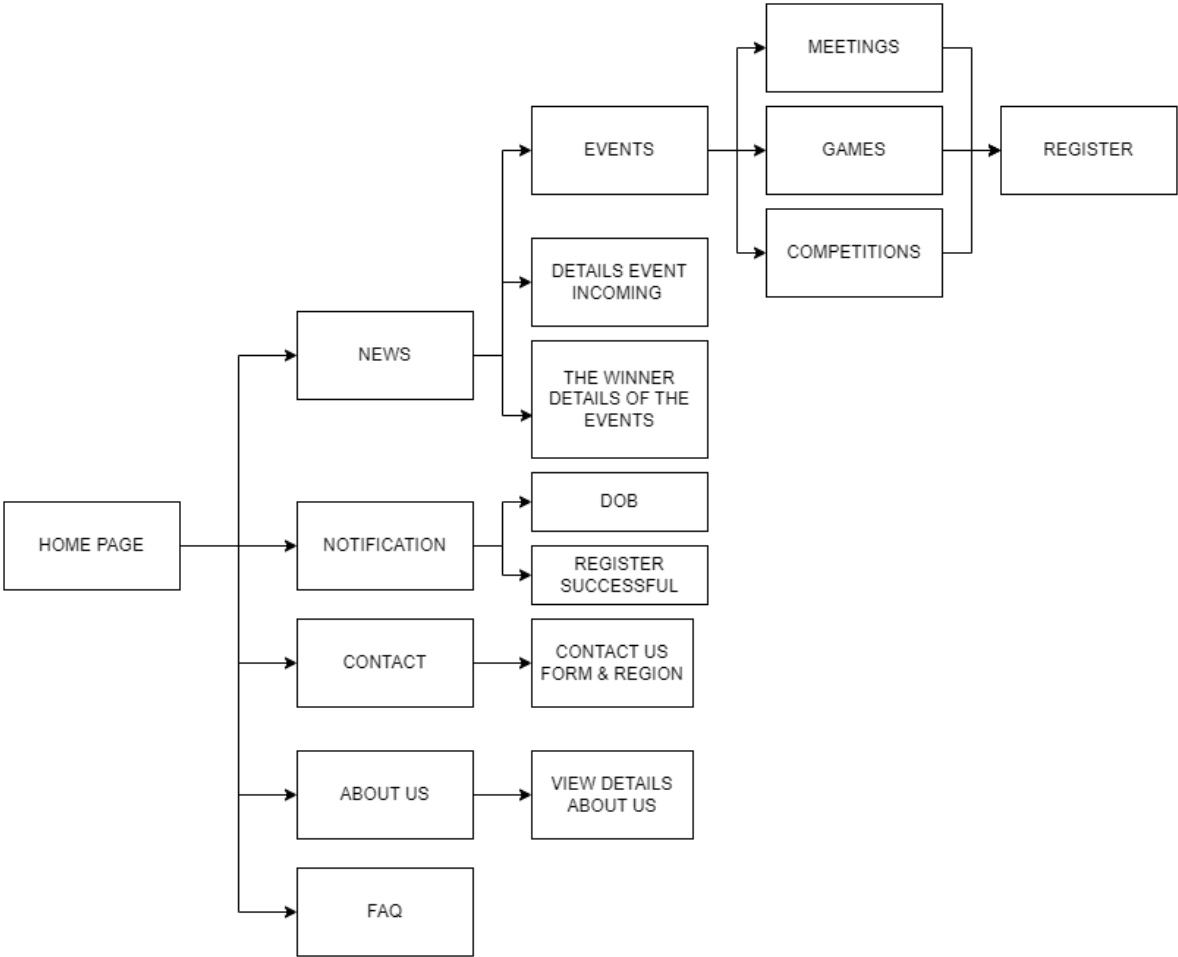 MEETINGS
EVENTS
GAMES
REGISTER
COMPETITIONS
DETAILS EVENT
INCOMING
NEWS
THE WINNER
DETAILS OF THE
EVENTS
HOME PAGE
NOTIFICATION
DOB
REGISTER
SUCCESSFUL
CONTACT
CONTACT US
FORM & REGION
ABOUT US
VIEW DETAILS
ABOUT US
FAQ